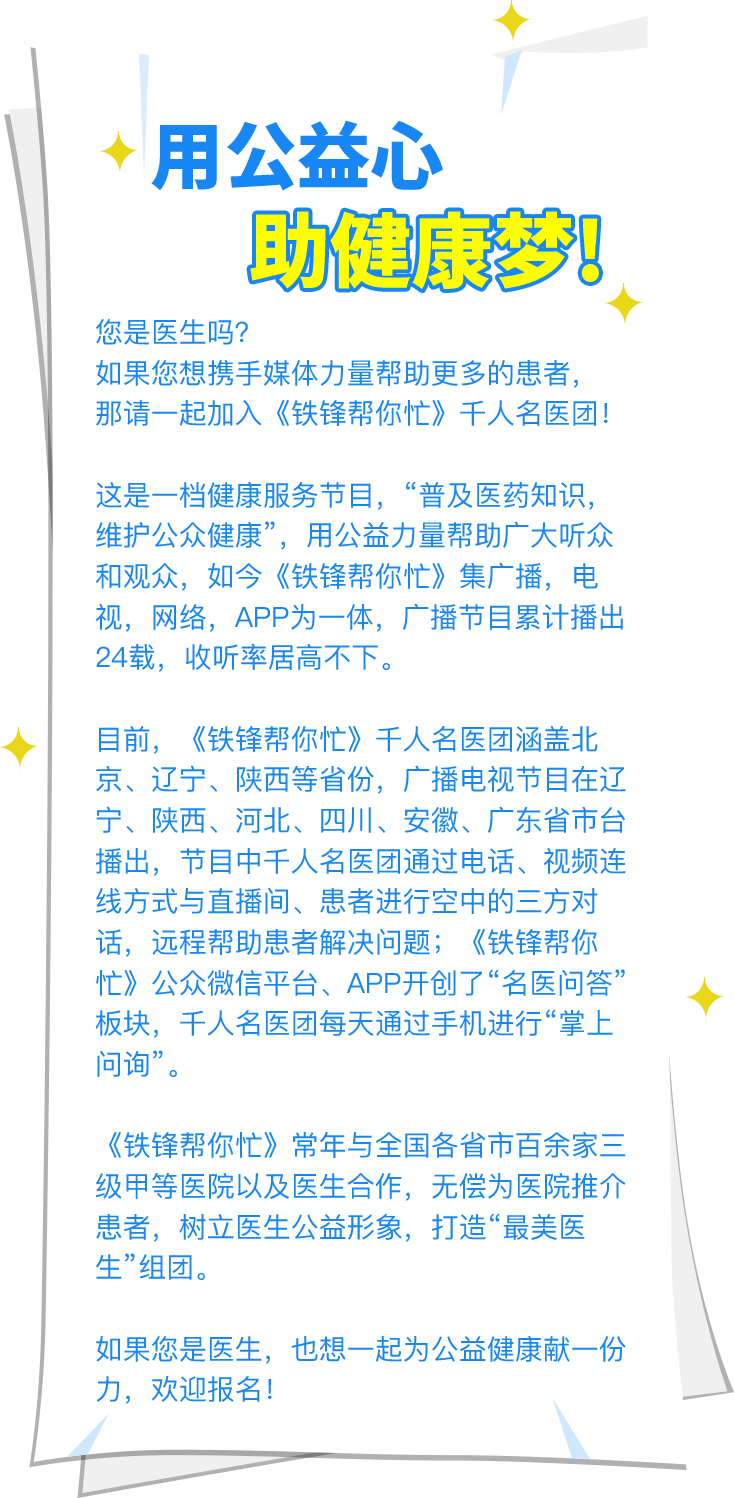 用公益心
助健康梦!
您是医生吗?
如果您想携手媒体力量帮助更多的患者，
那请一起加入《铁锋帮你忙》千人名医团!
这是一档健康服务节目，“普及医药知识，
维护公众健康”，用公益力量帮助广大听众
和观众，如今《铁锋帮你忙》集广播，电
视，网络，APP为一体，广播节目累计播出
24载，收听率居高不下。
目前，《铁锋帮你忙》千人名医团涵盖北
京、辽宁、陕西等省份，广播电视节目在辽
宁、陕西、河北、四川、安徽、广东省市台
播出，节目中千人名医团通过电话、视频连
线方式与直播间、患者进行空中的三方对
话，远程帮助患者解决问题；《铁锋帮你
忙》公众微信平台、APP开创了“名医问答”
板块，千人名医团每天通过手机进行“掌上
问询”。
《铁锋帮你忙》常年与全国各省市百余家三
级甲等医院以及医生合作，无偿为医院推介
患者，树立医生公益形象，打造“最美医
生”组团。
如果您是医生，也想一起为公益健康献一份
力，欢迎报名!